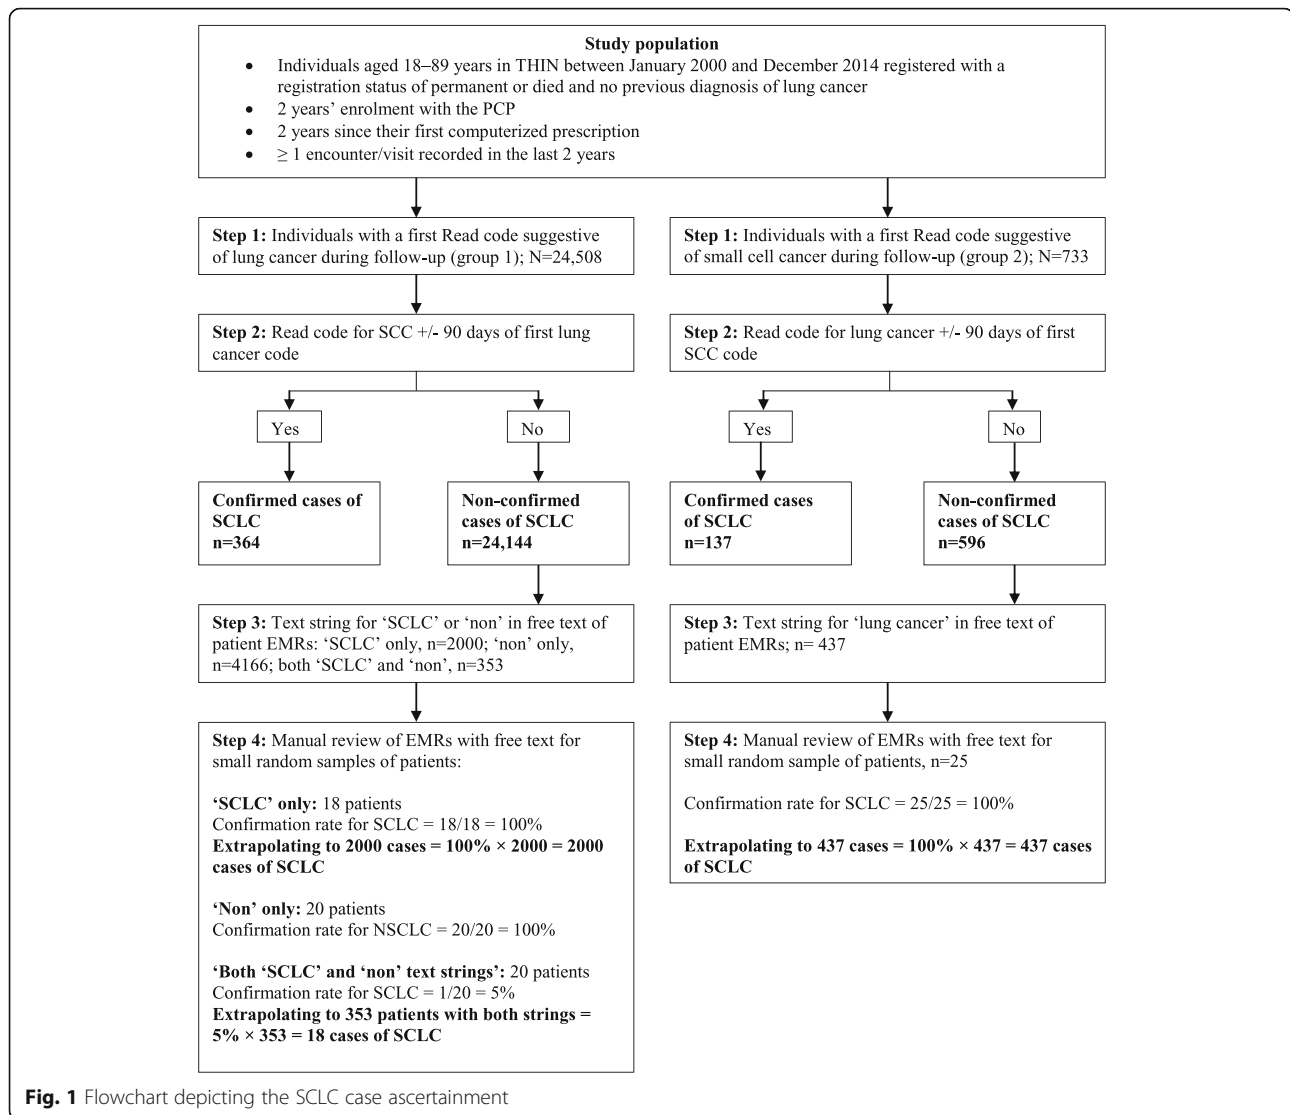 Study population
• Individuals aged 18–89 years in THIN between January 2000 and December 2014 registered with a
registration status of permanent or died and no previous diagnosis of lung cancer
• 2 years’ enrolment with the PCP
• 2 years since their first computerized prescription
• ≥ 1 encounter/visit recorded in the last 2 years
Step 1: Individuals with a first Read code suggestive
of lung cancer during follow-up (group 1); N=24,508
Step 1: Individuals with a first Read code suggestive
of small cell cancer during follow-up (group 2); N=733
Step 2: Read code for SCC +/- 90 days of first lung
cancer code
Step 2: Read code for lung cancer +/- 90 days of first
SCC code
Yes
No
Yes
No
Confirmed cases of
SCLC
n=364
Non-confirmed
cases of SCLC
n=24,144
Confirmed cases
of SCLC
n=137
Non-confirmed
cases of SCLC
n=596
Step 3: Text string for ‘SCLC’ or ‘non’ in free text of
patient EMRs: ‘SCLC’ only, n=2000; ‘non’ only,
n=4166; both ‘SCLC’ and ‘non’, n=353
Step 3: Text string for ‘lung cancer’ in free text of
patient EMRs; n= 437
Step 4: Manual review of EMRs with free text for
small random samples of patients:
‘SCLC’ only: 18 patients
Confirmation rate for SCLC = 18/18 = 100%
Extrapolating to 2000 cases = 100% × 2000 = 2000
cases of SCLC
‘Non’ only: 20 patients
Confirmation rate for NSCLC = 20/20 = 100%
‘Both ‘SCLC’ and ‘non’ text strings’: 20 patients
Confirmation rate for SCLC = 1/20 = 5%
Extrapolating to 353 patients with both strings =
5% × 353 = 18 cases of SCLC
Step 4: Manual review of EMRs with free text for
small random sample of patients, n=25
Confirmation rate for SCLC = 25/25 = 100%
Extrapolating to 437 cases = 100% × 437 = 437 cases
of SCLC
Fig. 1 Flowchart depicting the SCLC case ascertainment